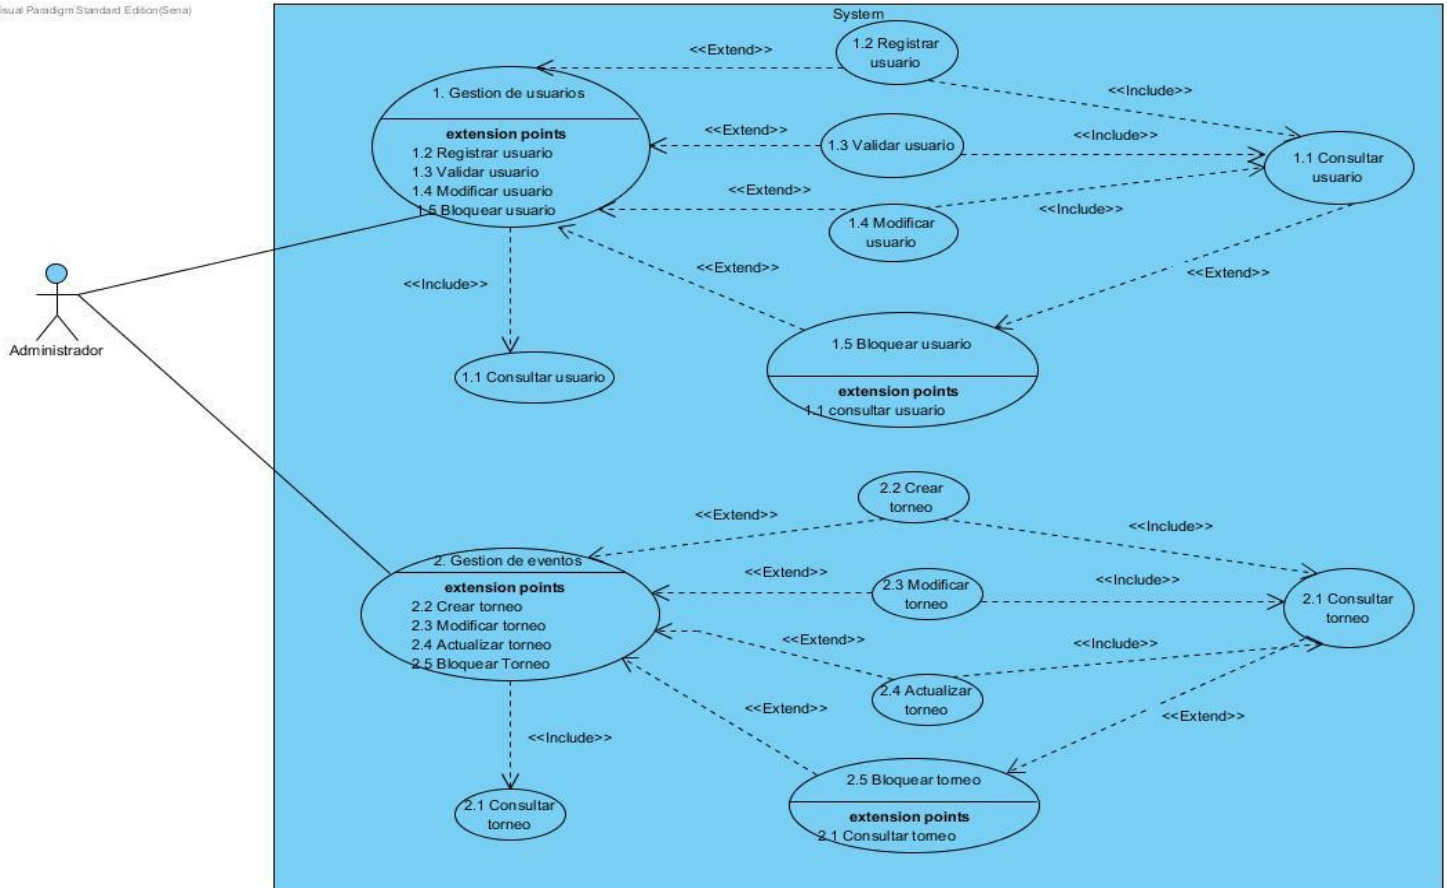 isual Paradigm Standard Edition(Sena)
System
1.2 Registrar
usuario
<<Extend>>
<<Include>>
1. Gestion de usuarios
extension points
1.2 Registrar usuario
1.3 Validar usuario
1.4 Modificar usuario
1.5 Bloquear usuario
<<Extend>>
1.3 Validar usuario
<<Include>>
1.1 Consultar
usuario
<<Extend>>
1.4 Modificar
usuario
<<Include>>
<<Extend>>
<<Extend>>
<<Include>>
Administrador
1.1 Consultar usuario
1.5 Bloquear usuario
extension points
1.1 consultar usuario
2.2 Crear
torneo
<<Extend>>
<<Include>>
2. Gestion de eventos
extension points
2.2 Crear torneo
2.3 Modificar torneo
2.4 Actualizar torneo
2.5 Bloquear Torneo
<<Extend>>
2.3 Modificar
torneo
<<Include>>
2.1 Consultar
torneo
<<Extend>>
<<Include>>
2.4 Actualizar
torneo
<<Extend>>
<<Extend>>
<<Include>>
2.1 Consultar
torneo
2.5 Bloquear torneo
extension points
2.1 Consultar torneo